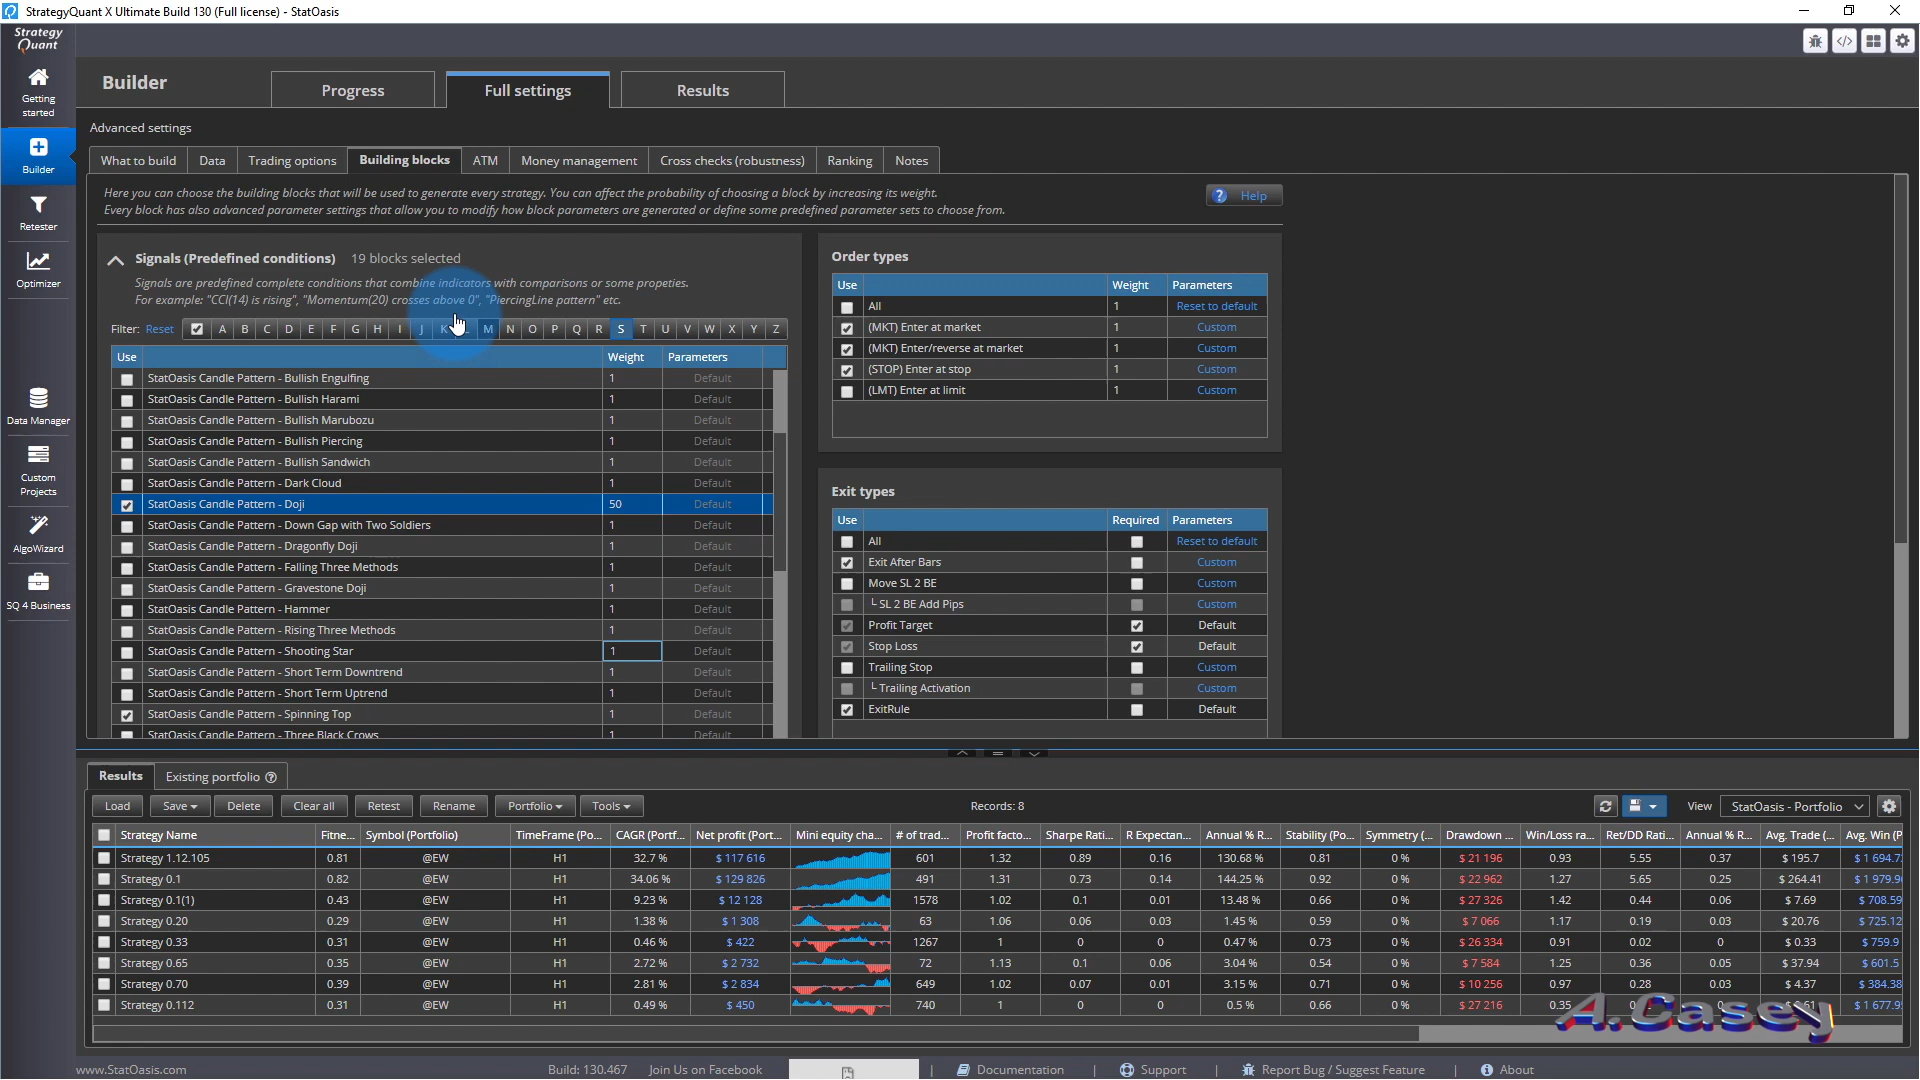 StrategyQuant X Ultimate Build 130 (Full license) - StatOasis
Strategy
Quant
Getting
started
Builder
Retester
Optimizer
Data Manager
Custom
Projects
AlgoWizard
SQ 4 Business
Builder
Progress
Full settings
Results
Advanced settings
What to build Data Trading options Building blocks ATM Money management Cross checks (robustness) Ranking Notes
Here you can choose the building blocks that will be used to generate every strategy. You can affect the probability of choosing a block by increasing its weight.
Every block has also advanced parameter settings that allow you to modify how block parameters are generated or define some predefined parameter sets to choose from.
? Help
Signals (Predefined conditions) 19 blocks selected
Signals are predefined complete conditions that combine indicators with comparisons or some propeties.
For example: "CCI(14) is rising", "Momentum(20) crosses above 0", "PiercingLine pattern" etc.
Filter: Reset A B C D E F G H I J K M N O P Q R S T U V W X Y Z
Use Weight Parameters
StatOasis Candle Pattern - Bullish Engulfing 1 Default
StatOasis Candle Pattern - Bullish Harami 1 Default
StatOasis Candle Pattern - Bullish Marubozu 1 Default
StatOasis Candle Pattern - Bullish Piercing 1 Default
StatOasis Candle Pattern - Bullish Sandwich 1 Default
StatOasis Candle Pattern - Dark Cloud 1 Default
StatOasis Candle Pattern - Doji 50 Default
StatOasis Candle Pattern - Down Gap with Two Soldiers 1 Default
StatOasis Candle Pattern - Dragonfly Doji 1 Default
StatOasis Candle Pattern - Falling Three Methods 1 Default
StatOasis Candle Pattern - Gravestone Doji 1 Default
StatOasis Candle Pattern - Hammer 1 Default
StatOasis Candle Pattern - Rising Three Methods 1 Default
StatOasis Candle Pattern - Shooting Star 1 Default
StatOasis Candle Pattern - Short Term Downtrend 1 Default
StatOasis Candle Pattern - Short Term Uptrend 1 Default
StatOasis Candle Pattern - Spinning Top 1 Default
StatOasis Candle Pattern - Three Black Crows 1 Default
Order types
Use Weight Parameters
All 1 Reset to default
(MKT) Enter at market 1 Custom
(MKT) Enter/reverse at market 1 Custom
(STOP) Enter at stop 1 Custom
(LMT) Enter at limit 1 Custom
Exit types
Use Required Parameters
All Reset to default
Exit After Bars Custom
Move SL 2 BE Custom
SL 2 BE Add Pips Custom
Profit Target Default
Stop Loss Default
Trailing Stop Custom
Trailing Activation Custom
ExitRule Default
Results Existing portfolio ?
Load Save Delete Clear all Retest Rename Portfolio Tools Records: 8 View StatOasis - Portfolio
Strategy Name Fitne... Symbol (Portfolio) TimeFrame (Po... CAGR (Portf... Net profit (Port... Mini equity cha... # of trad... Profit facto... Sharpe Rati... R Expectan... Annual % R... Stability (Po... Symmetry (... Drawdown ... Win/Loss ra... Ret/DD Rati... Annual % R... Avg. Trade (... Avg. Win (P
Strategy 1.12.105 0.81 @EW H1 32.7 % $ 117 616 601 1.32 0.89 0.16 130.68 % 0.81 0 % $ 21 196 0.93 5.55 0.37 $ 195.7 $ 1 694.7
Strategy 0.1 0.82 @EW H1 34.06 % $ 129 826 491 1.31 0.73 0.14 144.25 % 0.92 0 % $ 22 962 1.27 5.65 0.25 $ 264.41 $ 1 979.9
Strategy 0.1(1) 0.43 @EW H1 9.23 % $ 12 128 1578 1.02 0.1 0.01 13.48 % 0.66 0 % $ 27 326 1.42 0.44 0.06 $ 7.69 $ 708.59
Strategy 0.20 0.29 @EW H1 1.38 % $ 1 308 63 1.06 0.06 0.03 1.45 % 0.59 0 % $ 7 066 1.17 0.19 0.03 $ 20.76 $ 725.12
Strategy 0.33 0.31 @EW H1 0.46 % $ 422 1267 1 0 0 0.47 % 0.73 0 % $ 26 334 0.91 0.02 0 $ 0.33 $ 759.9
Strategy 0.65 0.35 @EW H1 2.72 % $ 2 732 72 1.13 0.1 0.06 3.04 % 0.54 0 % $ 7 584 1.25 0.36 0.05 $ 37.94 $ 601.5
Strategy 0.70 0.39 @EW H1 2.81 % $ 2 834 649 1.02 0.07 0.01 3.15 % 0.71 0 % $ 10 256 0.97 0.28 0.03 $ 4.37 $ 384.38
Strategy 0.112 0.31 @EW H1 0.49 % $ 450 740 1 0 0 0.5 % 0.66 0 % $ 27 216 0.35 $ 1 677.9
A.Casey
www.StatOasis.com Build: 130.467 Join Us on Facebook | Documentation | Support | Report Bug / Suggest Feature | About